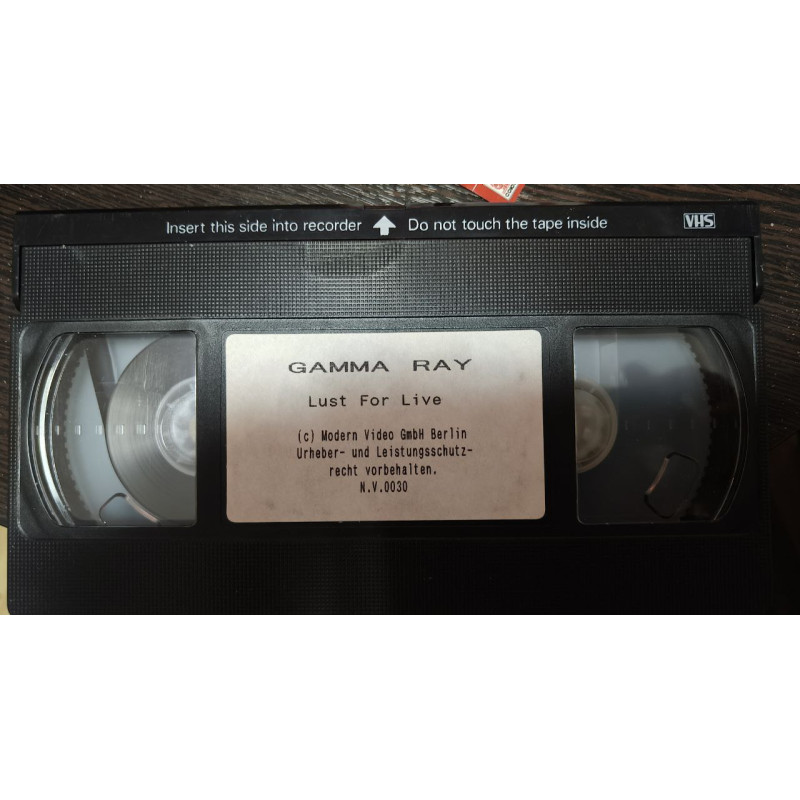 Insert this side into recorder Do not touch the tape inside VHS
GAMMA RAY
Lust For Live
(c) Modern Video GmbH Berlin
Urheber- und Leistungsschutz-
recht vorbehalten.
N.V.0030